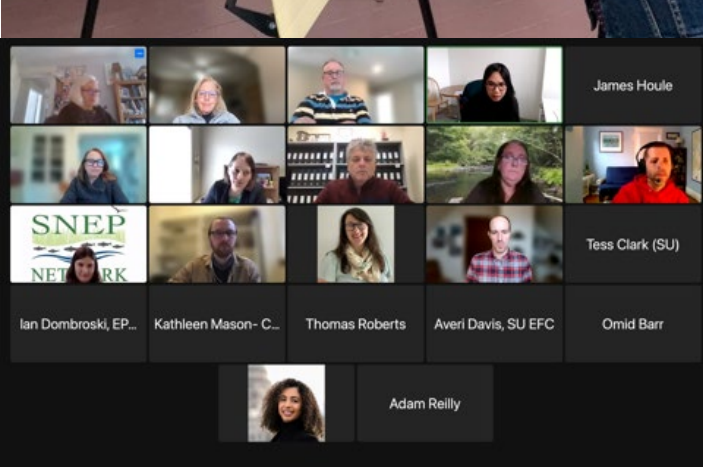 James Houle
SNEP
NETWORK
Tess Clark (SU)
Ian Dombroski, EP...
Kathleen Mason- C...
Thomas Roberts
Averi Davis, SU EFC
Omid Barr
Adam Reilly